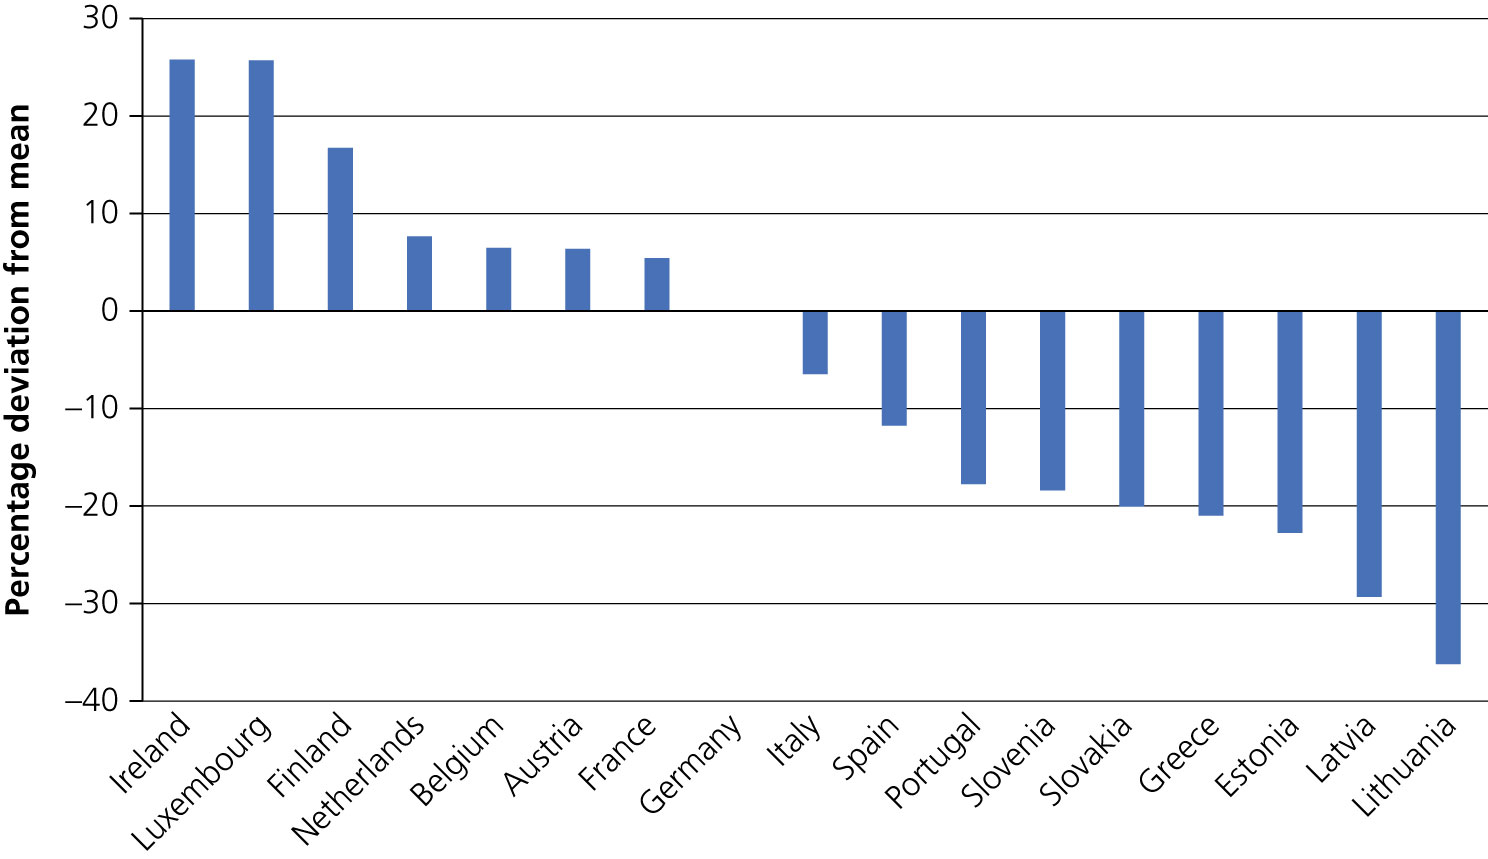 Percentage deviation from mean
30
20
10
0
–10
–20
–30
–40
Ireland
Luxembourg
Finland
Netherlands
Belgium
Austria
France
Germany
Italy
Spain
Portugal
Slovenia
Slovakia
Greece
Estonia
Latvia
Lithuania